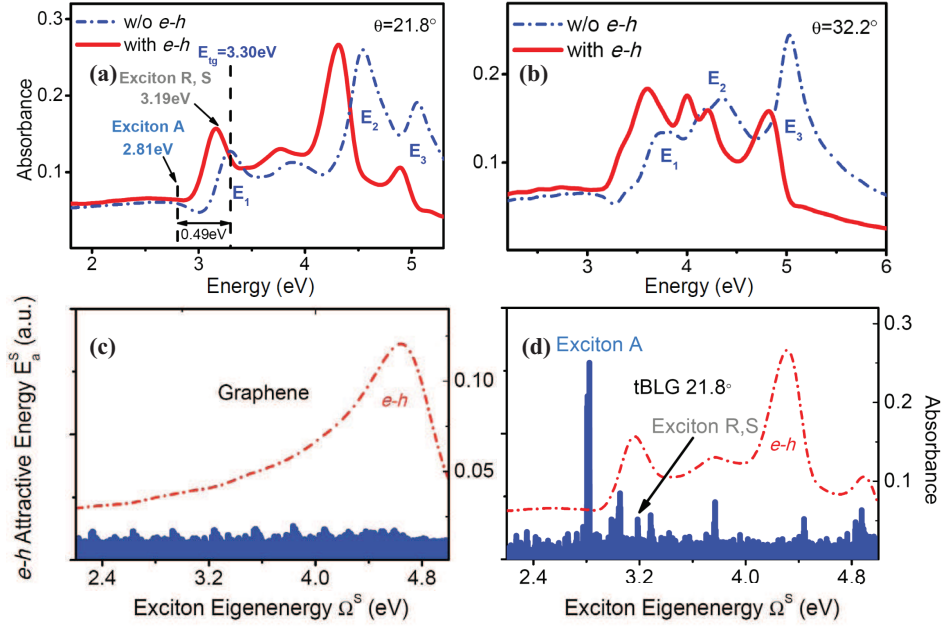 w/o e-h
with e-h
θ=21.8°
(a)
E_tg=3.30eV
Exciton R, S
3.19eV
Exciton A
2.81eV
E_1
E_2
E_3
0.49eV
Absorbance
0.3
0.2
0.1
2
3
4
5
Energy (eV)
w/o e-h
with e-h
θ=32.2°
(b)
E_1
E_2
E_3
0.2
0.1
3
4
5
6
Energy (eV)
(c)
Graphene
e-h
e-h Attractive Energy E_a^S (a.u.)
0.10
0.05
2.4
3.2
4.0
4.8
Exciton Eigenenergy Ω^S (eV)
(d)
Exciton A
tBLG 21.8°
Exciton R,S
e-h
0.3
0.2
0.1
Absorbance
2.4
3.2
4.0
4.8
Exciton Eigenenergy Ω^S (eV)